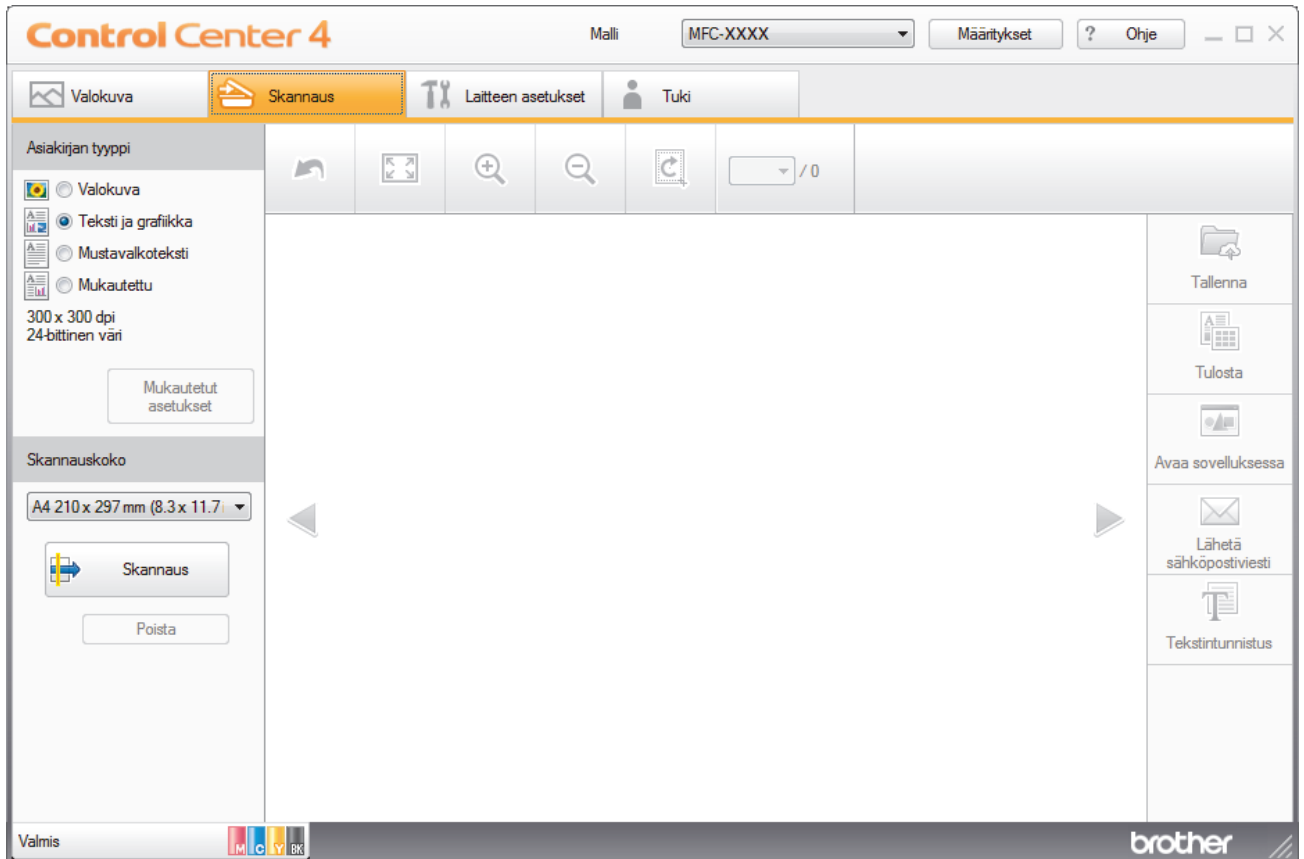 Control Center 4
Malli
MFC-XXXX
Määritykset
? Ohje
Valokuva
Skannaus
Laitteen asetukset
Tuki
Asiakirjan tyyppi
/ 0
Valokuva
Teksti ja grafiikka
Mustavalkoteksti
Mukautettu
300 x 300 dpi
24-bittinen väri
Mukautetut
asetukset
Skannauskoko
A4 210 x 297 mm (8.3 x 11.7
Skannaus
Poista
Tallenna
Tulosta
Avaa sovelluksessa
Lähetä
sähköpostiviesti
Tekstintunnistus
Valmis
M C Y BK
brother